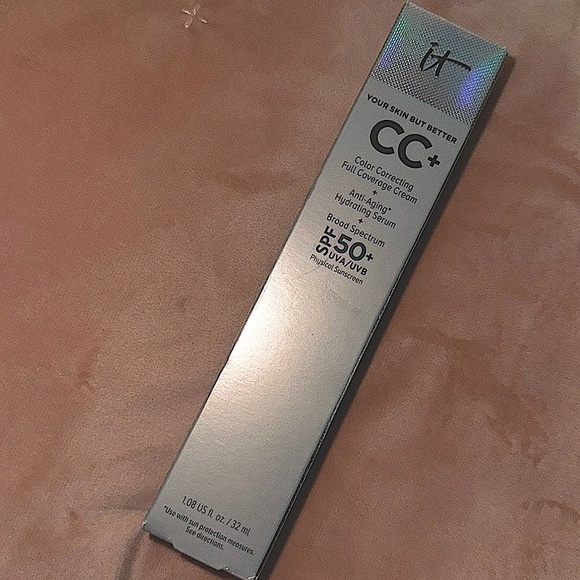 it
YOUR SKIN BUT BETTER
CC+
Color Correcting
Full Coverage Cream
+
Anti-Aging*
Hydrating Serum
+
Broad Spectrum
SPF 50+
UVA/UVB
Physical Sunscreen
1.08 US fl. oz. / 32 ml
*Use with sun protection measures.
See directions.